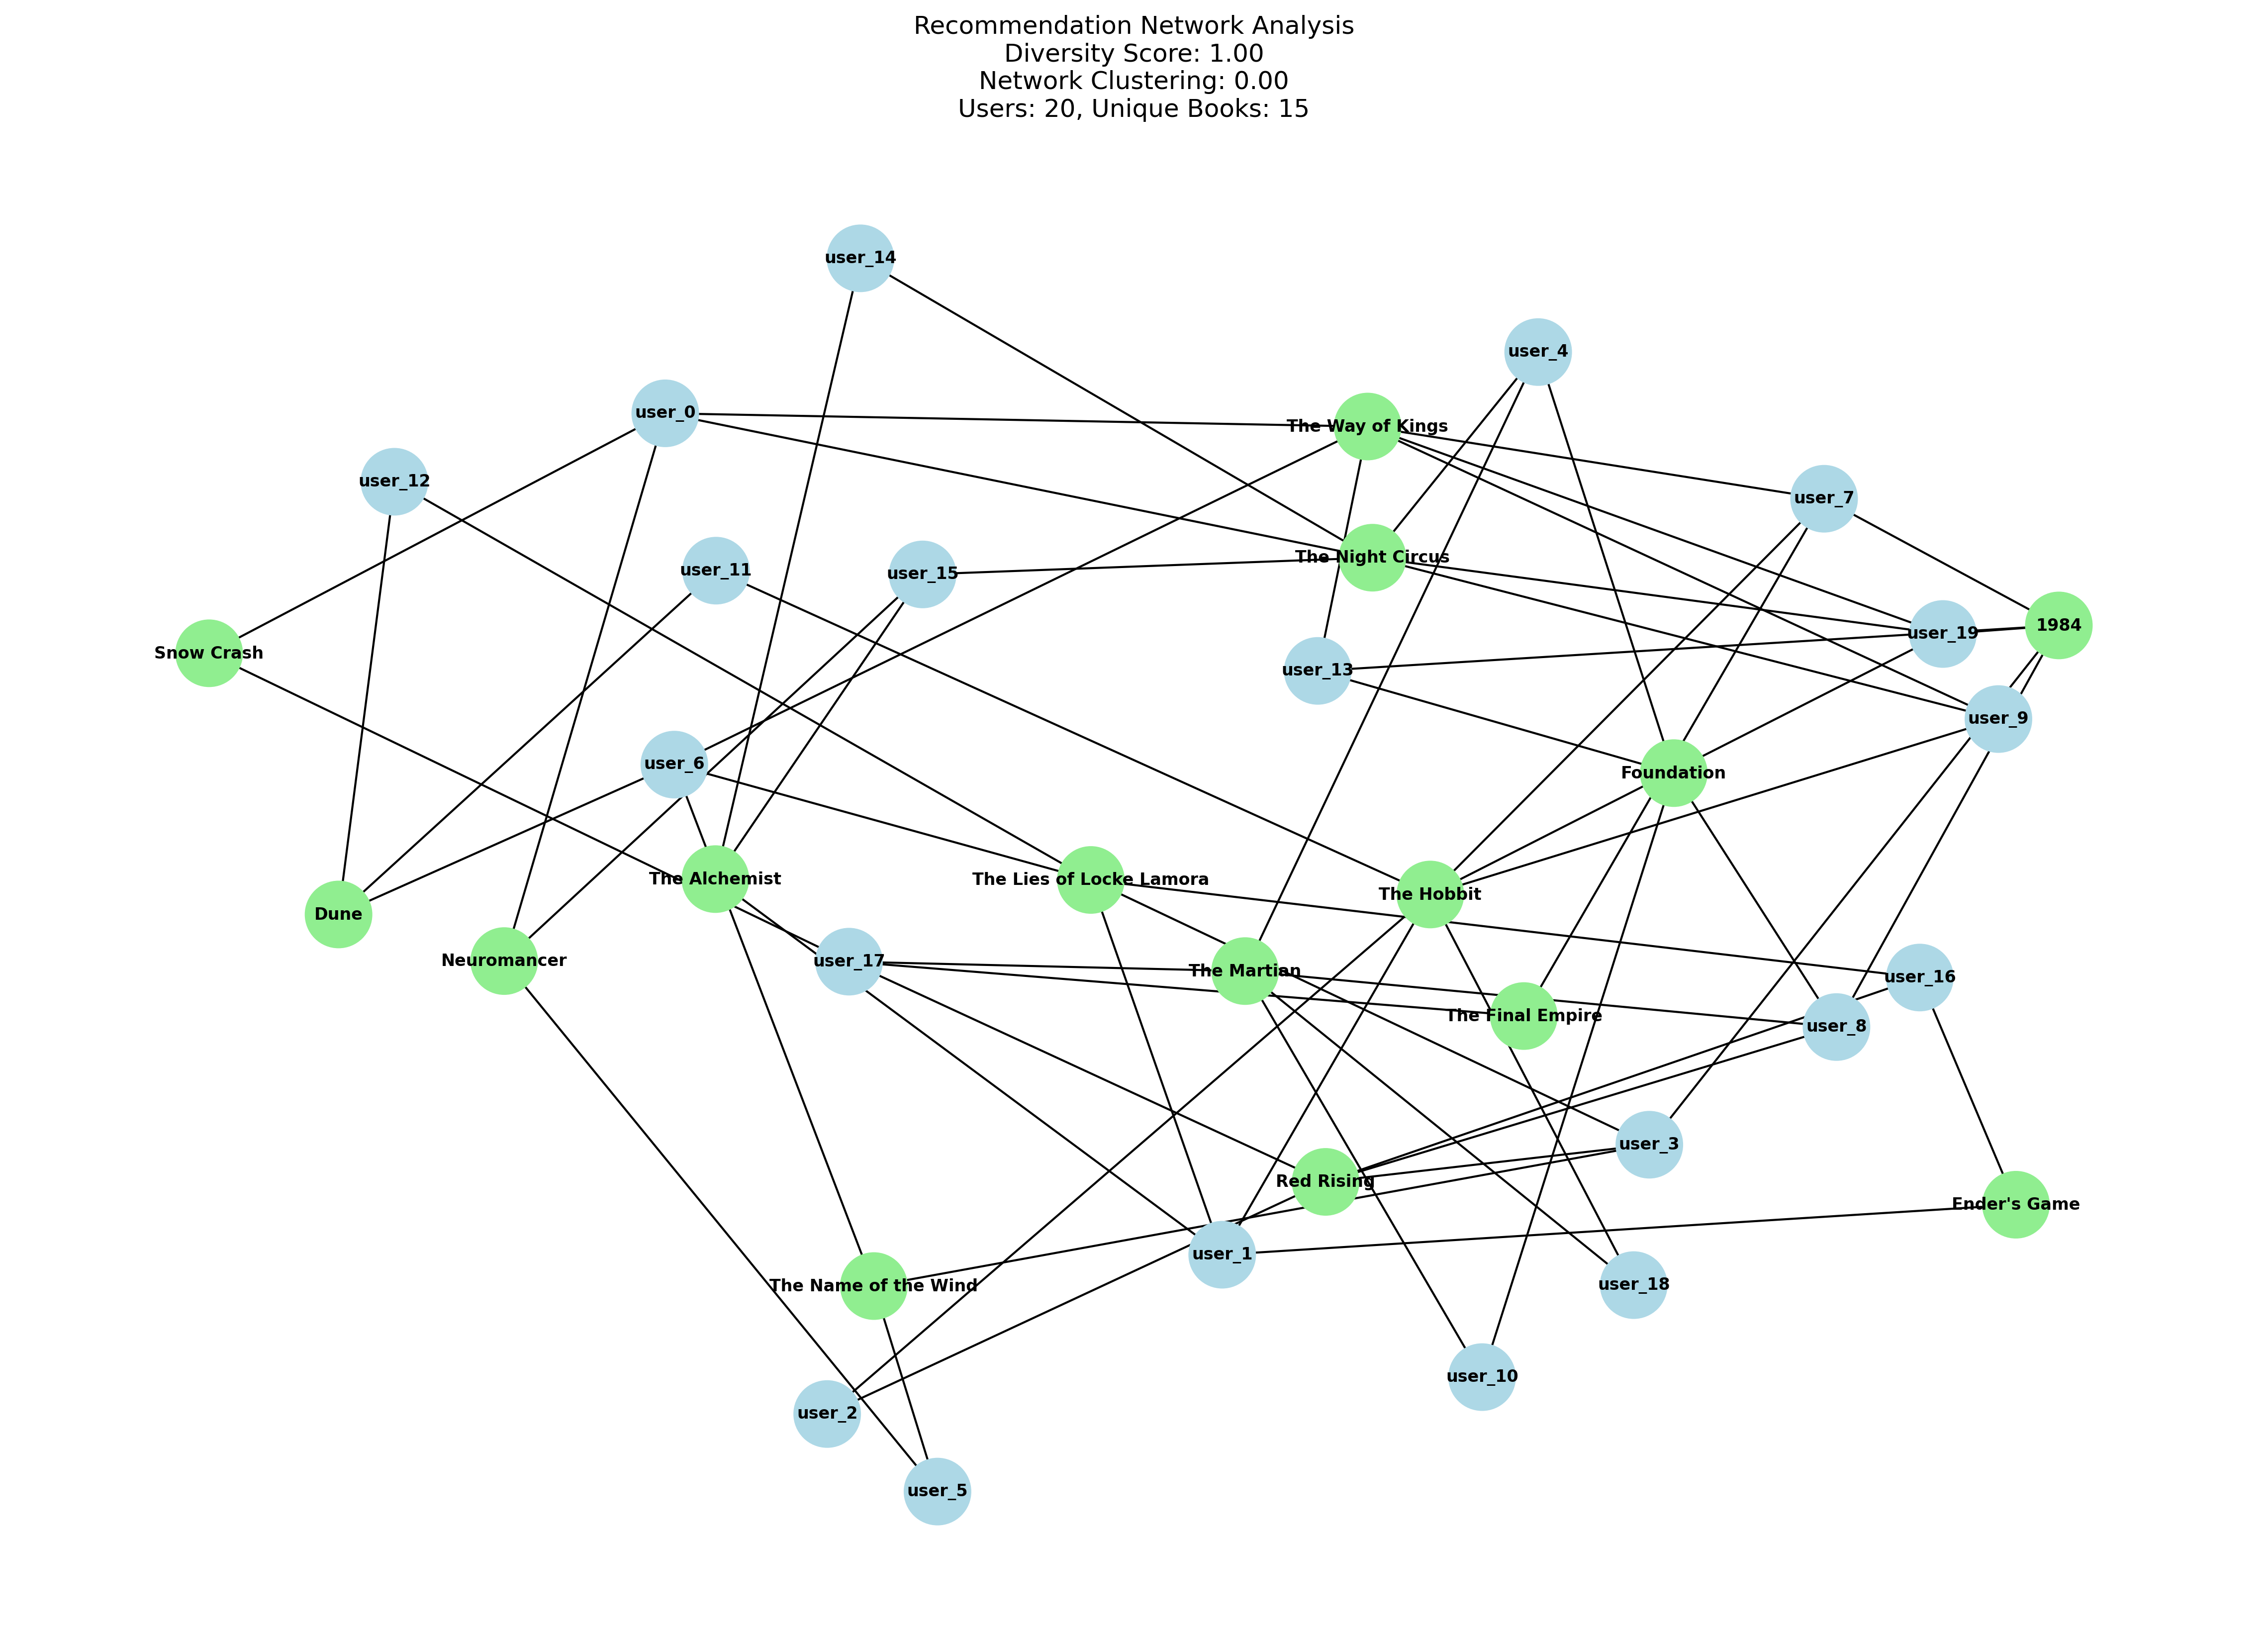 Recommendation Network Analysis
Diversity Score: 1.00
Network Clustering: 0.00
Users: 20, Unique Books: 15
user_14
user_4
user_0
The Way of Kings
user_12
user_7
The Night Circus
user_11
user_15
1984
user_19
Snow Crash
user_13
user_9
user_6
Foundation
The Alchemist
The Lies of Locke Lamora
The Hobbit
Dune
Neuromancer
user_17
The Martian
user_16
The Final Empire
user_8
user_3
Red Rising
Ender's Game
user_1
The Name of the Wind
user_18
user_10
user_2
user_5